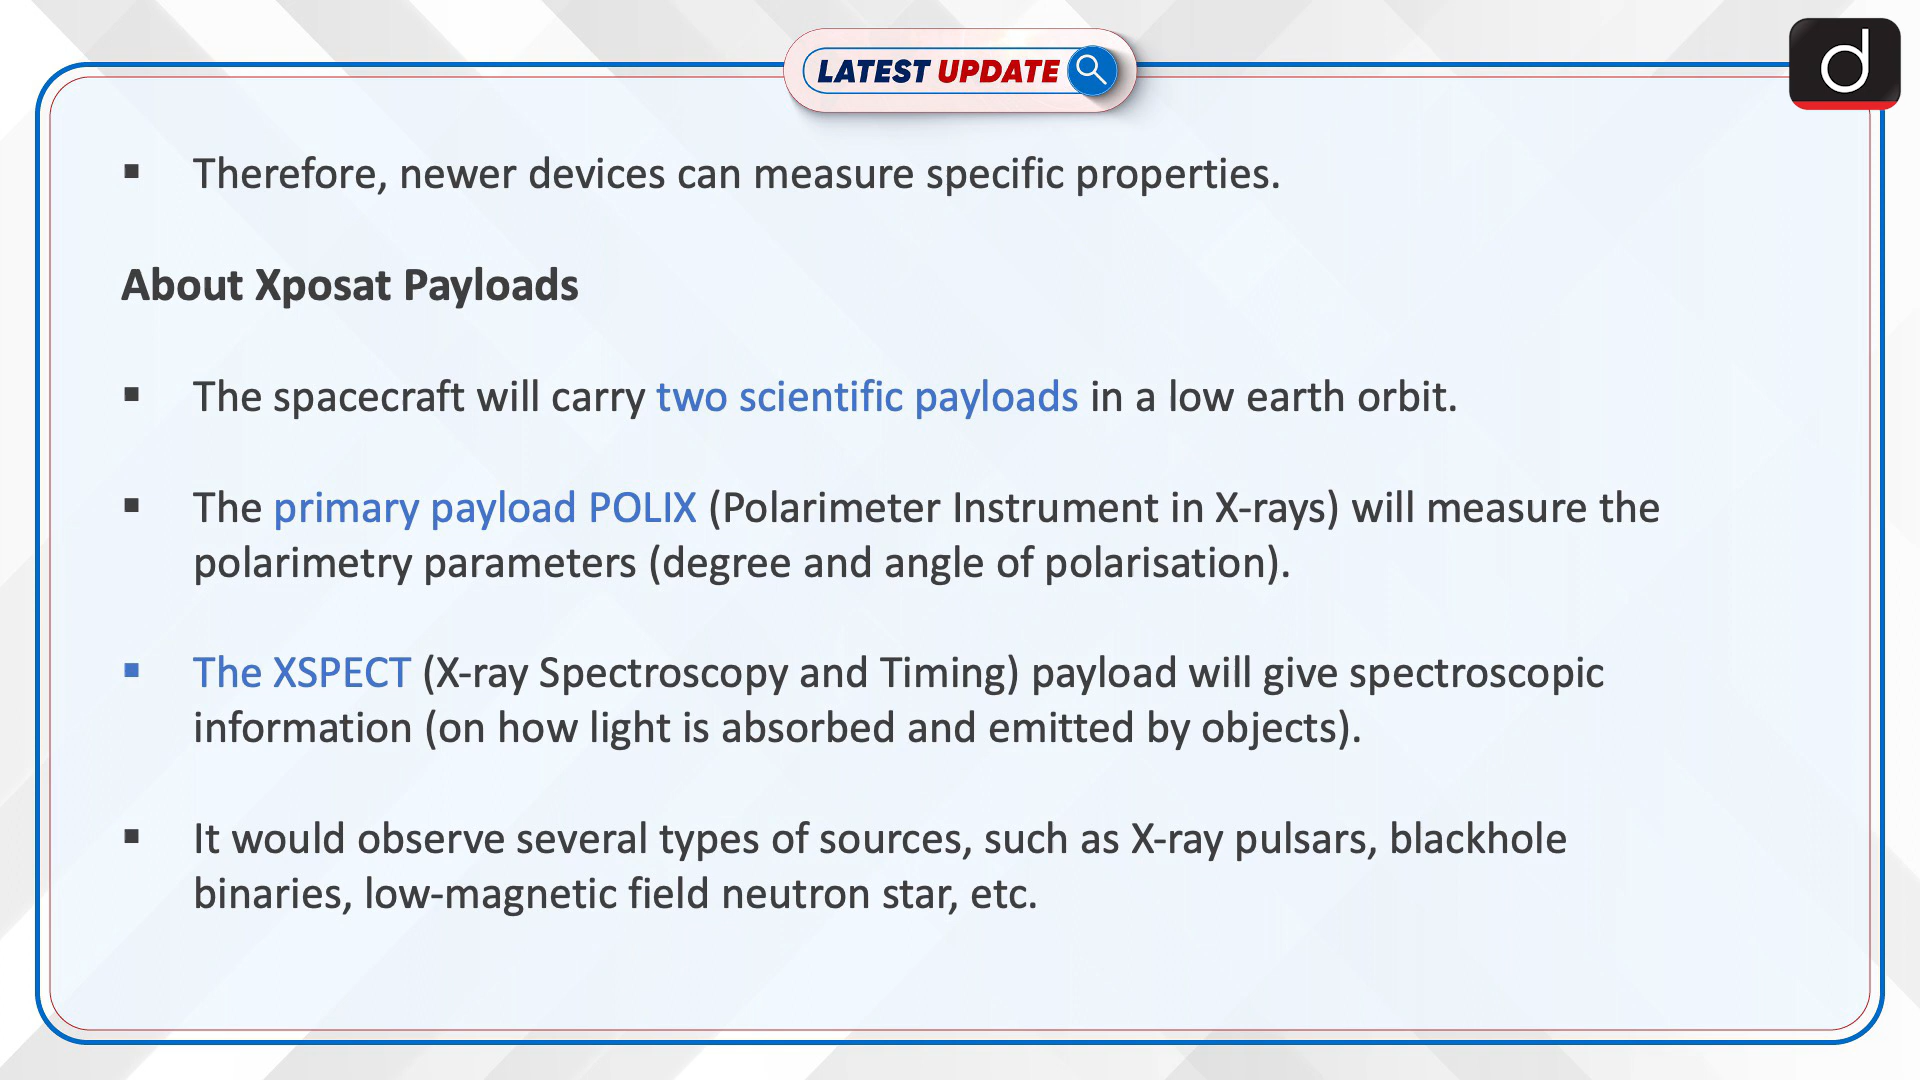 LATEST UPDATE
d
▪ Therefore, newer devices can measure specific properties.
About Xposat Payloads
▪ The spacecraft will carry two scientific payloads in a low earth orbit.
▪ The primary payload POLIX (Polarimeter Instrument in X-rays) will measure the
polarimetry parameters (degree and angle of polarisation).
▪ The XSPECT (X-ray Spectroscopy and Timing) payload will give spectroscopic
information (on how light is absorbed and emitted by objects).
▪ It would observe several types of sources, such as X-ray pulsars, blackhole
binaries, low-magnetic field neutron star, etc.